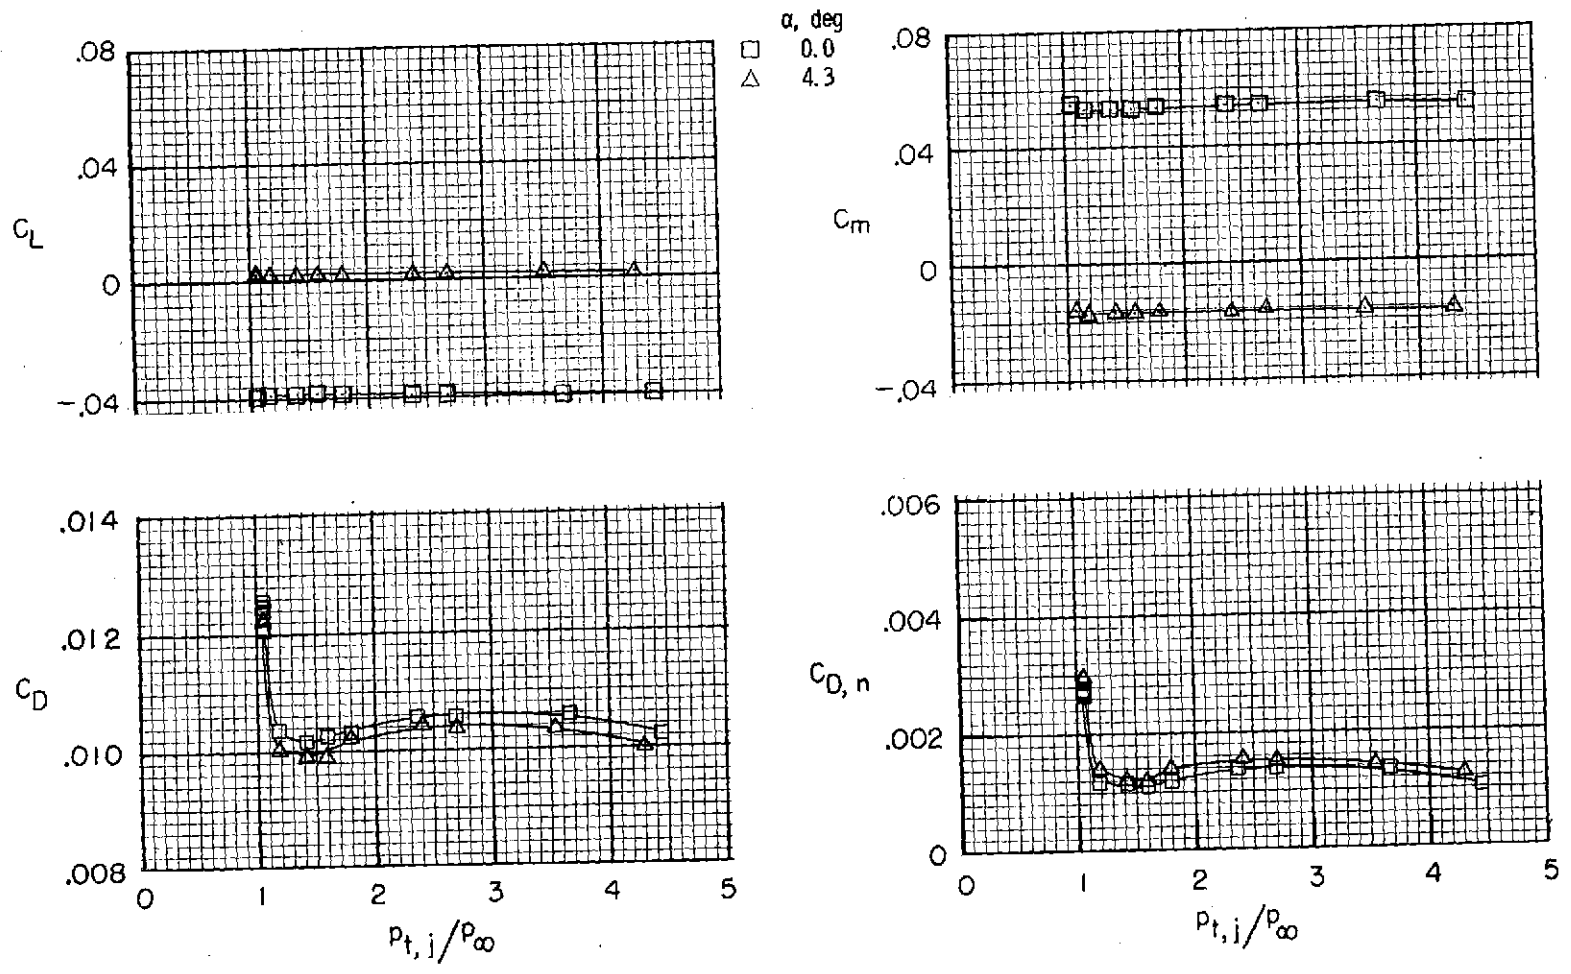 α, deg
□ 0.0
△ 4.3
.08
.04
0
-.04
C_L
.08
.04
0
-.04
C_m
.014
.012
.010
.008
C_D
0 1 2 3 4 5
p_t,j/p_∞
.006
.004
.002
0
C_D,n
0 1 2 3 4 5
p_t,j/p_∞